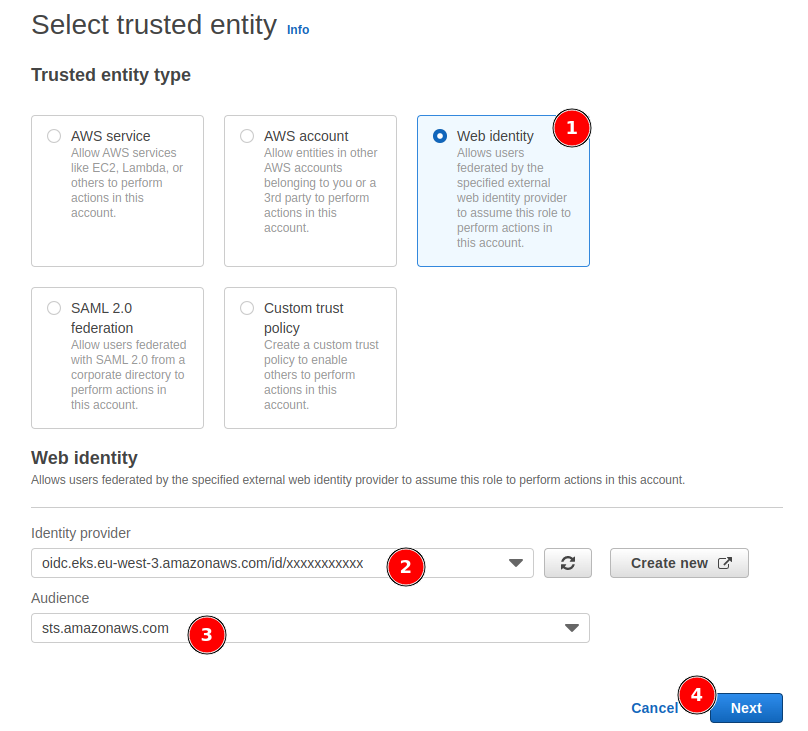 Select trusted entity Info
Trusted entity type
AWS service
Allow AWS services
like EC2, Lambda, or
others to perform
actions in this
account.
AWS account
Allow entities in other
AWS accounts
belonging to you or a
3rd party to perform
actions in this
account.
Web identity
1
Allows users
federated by the
specified external
web identity provider
to assume this role to
perform actions in
this account.
SAML 2.0
federation
Allow users federated
with SAML 2.0 from a
corporate directory to
perform actions in
this account.
Custom trust
policy
Create a custom trust
policy to enable
others to perform
actions in this
account.
Web identity
Allows users federated by the specified external web identity provider to assume this role to perform actions in this account.
Identity provider
oidc.eks.eu-west-3.amazonaws.com/id/xxxxxxxxxxx
2
Create new
Audience
sts.amazonaws.com
3
Cancel
4
Next